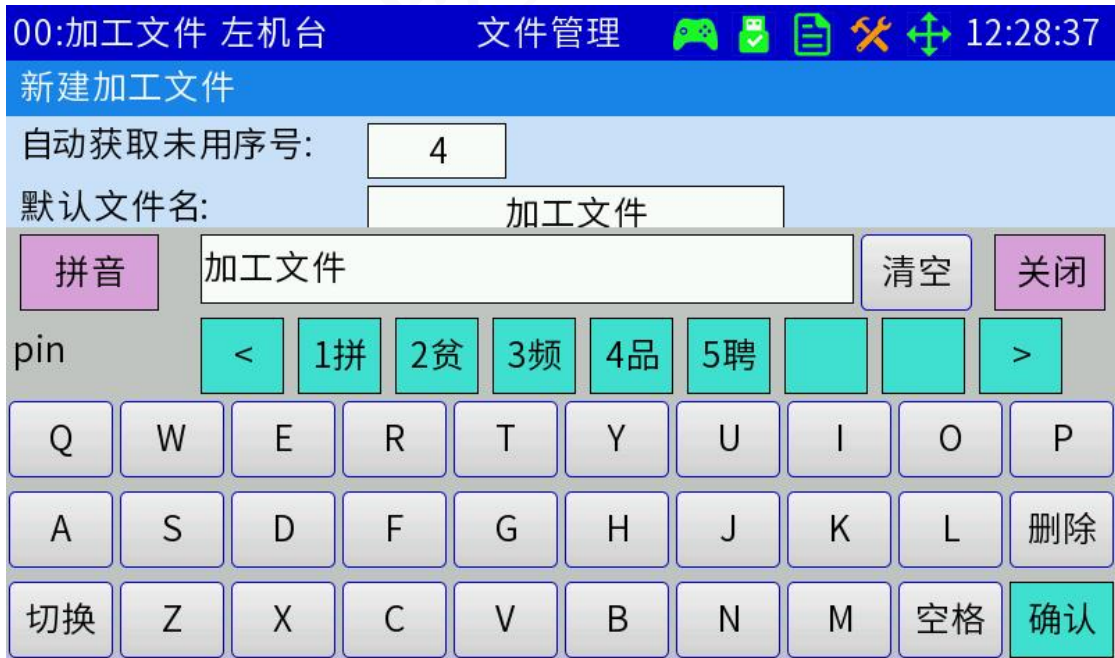 00:加工文件 左机台 文件管理 12:28:37
新建加工文件
自动获取未用序号: 4
默认文件名: 加工文件
拼音 加工文件 清空 关闭
pin < 1拼 2贫 3频 4品 5聘 >
Q W E R T Y U I O P
A S D F G H J K L 删除
切换 Z X C V B N M 空格 确认